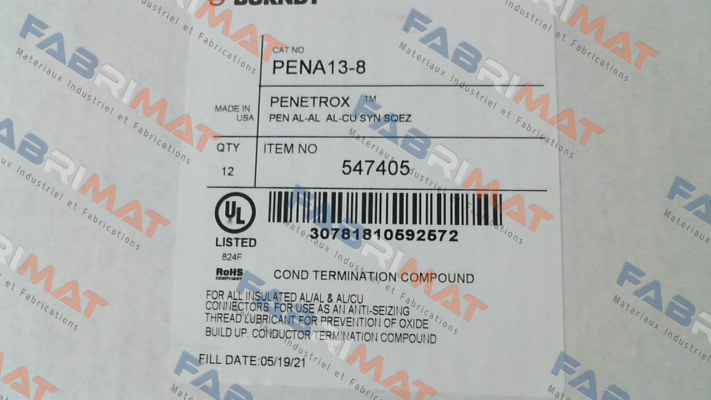 BURNDY
CAT NO
PENA13-8
MADE IN
USA
PENETROX ™
PEN AL-AL AL-CU SYN SQEZ
QTY
12
ITEM NO
547405
UL
LISTED
824F
RoHS
COMPLIANT
30781810592572
COND TERMINATION COMPOUND
FOR ALL INSULATED AL/AL & AL/CU
CONNECTORS. FOR USE AS AN ANTI-SEIZING
THREAD LUBRICANT FOR PREVENTION OF OXIDE
BUILD UP. CONDUCTOR TERMINATION COMPOUND
FILL DATE:05/19/21
FABRIMAT
Matériaux Industriel et Fabrications